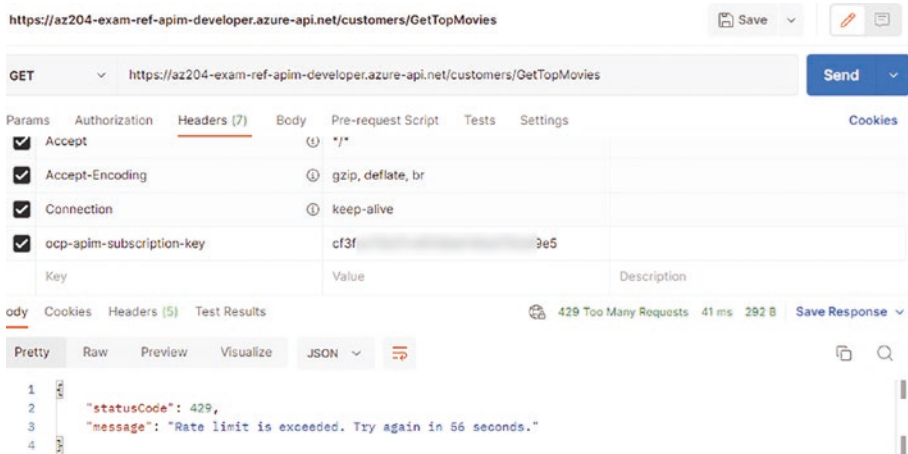 https://az204-exam-ref-apim-developer.azure-api.net/customers/GetTopMovies Save
GET https://az204-exam-ref-apim-developer.azure-api.net/customers/GetTopMovies Send
Params Authorization Headers (7) Body Pre-request Script Tests Settings Cookies
Accept */*
Accept-Encoding gzip, deflate, br
Connection keep-alive
ocp-apim-subscription-key cf3f 9e5
Key Value Description
ody Cookies Headers (5) Test Results 429 Too Many Requests 41 ms 292 B Save Response
Pretty Raw Preview Visualize JSON
1 {
2 "statusCode": 429,
3 "message": "Rate limit is exceeded. Try again in 56 seconds."
4 }